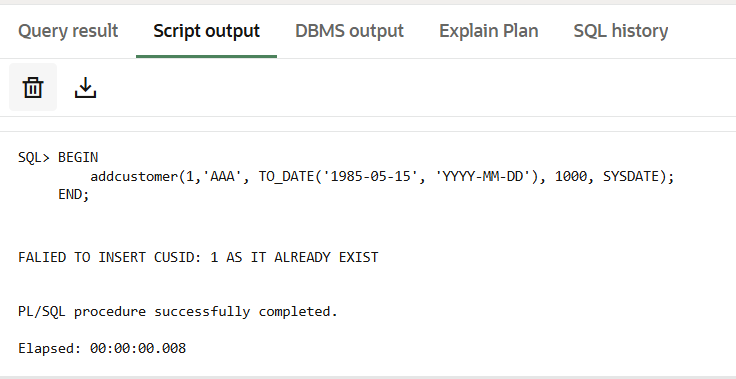 Query result Script output DBMS output Explain Plan SQL history
SQL> BEGIN
addcustomer(1,'AAA', TO_DATE('1985-05-15', 'YYYY-MM-DD'), 1000, SYSDATE);
END;
FALIED TO INSERT CUSID: 1 AS IT ALREADY EXIST
PL/SQL procedure successfully completed.
Elapsed: 00:00:00.008